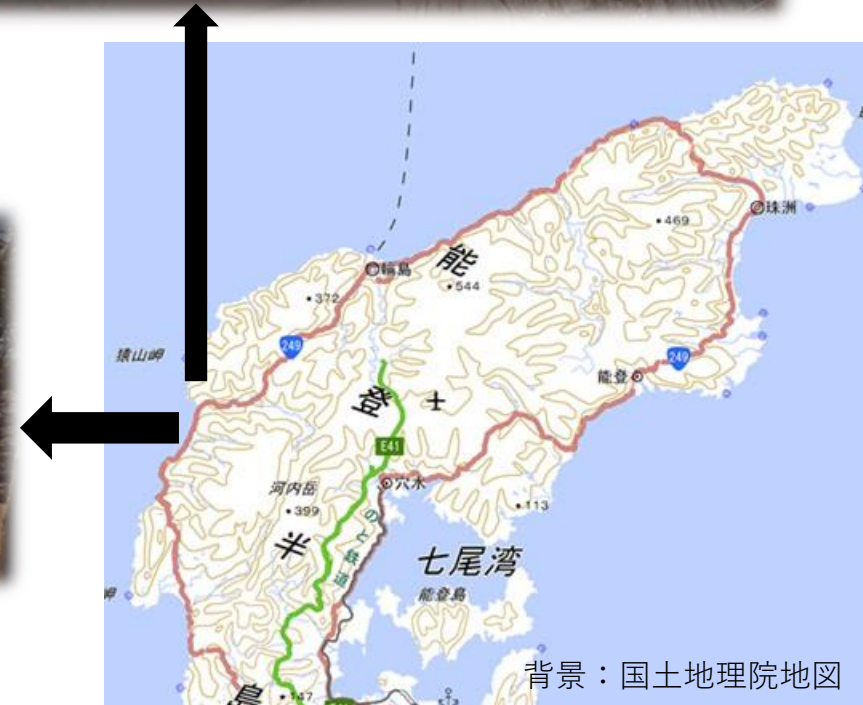 珠洲
・469
輪島
能
・544
・372
249
猿山岬
249
能登
登
E41
穴水
河内岳
・399
・113
の と 鉄 道
半
七尾湾
能登島
岬
島
・147
背景：国土地理院地図